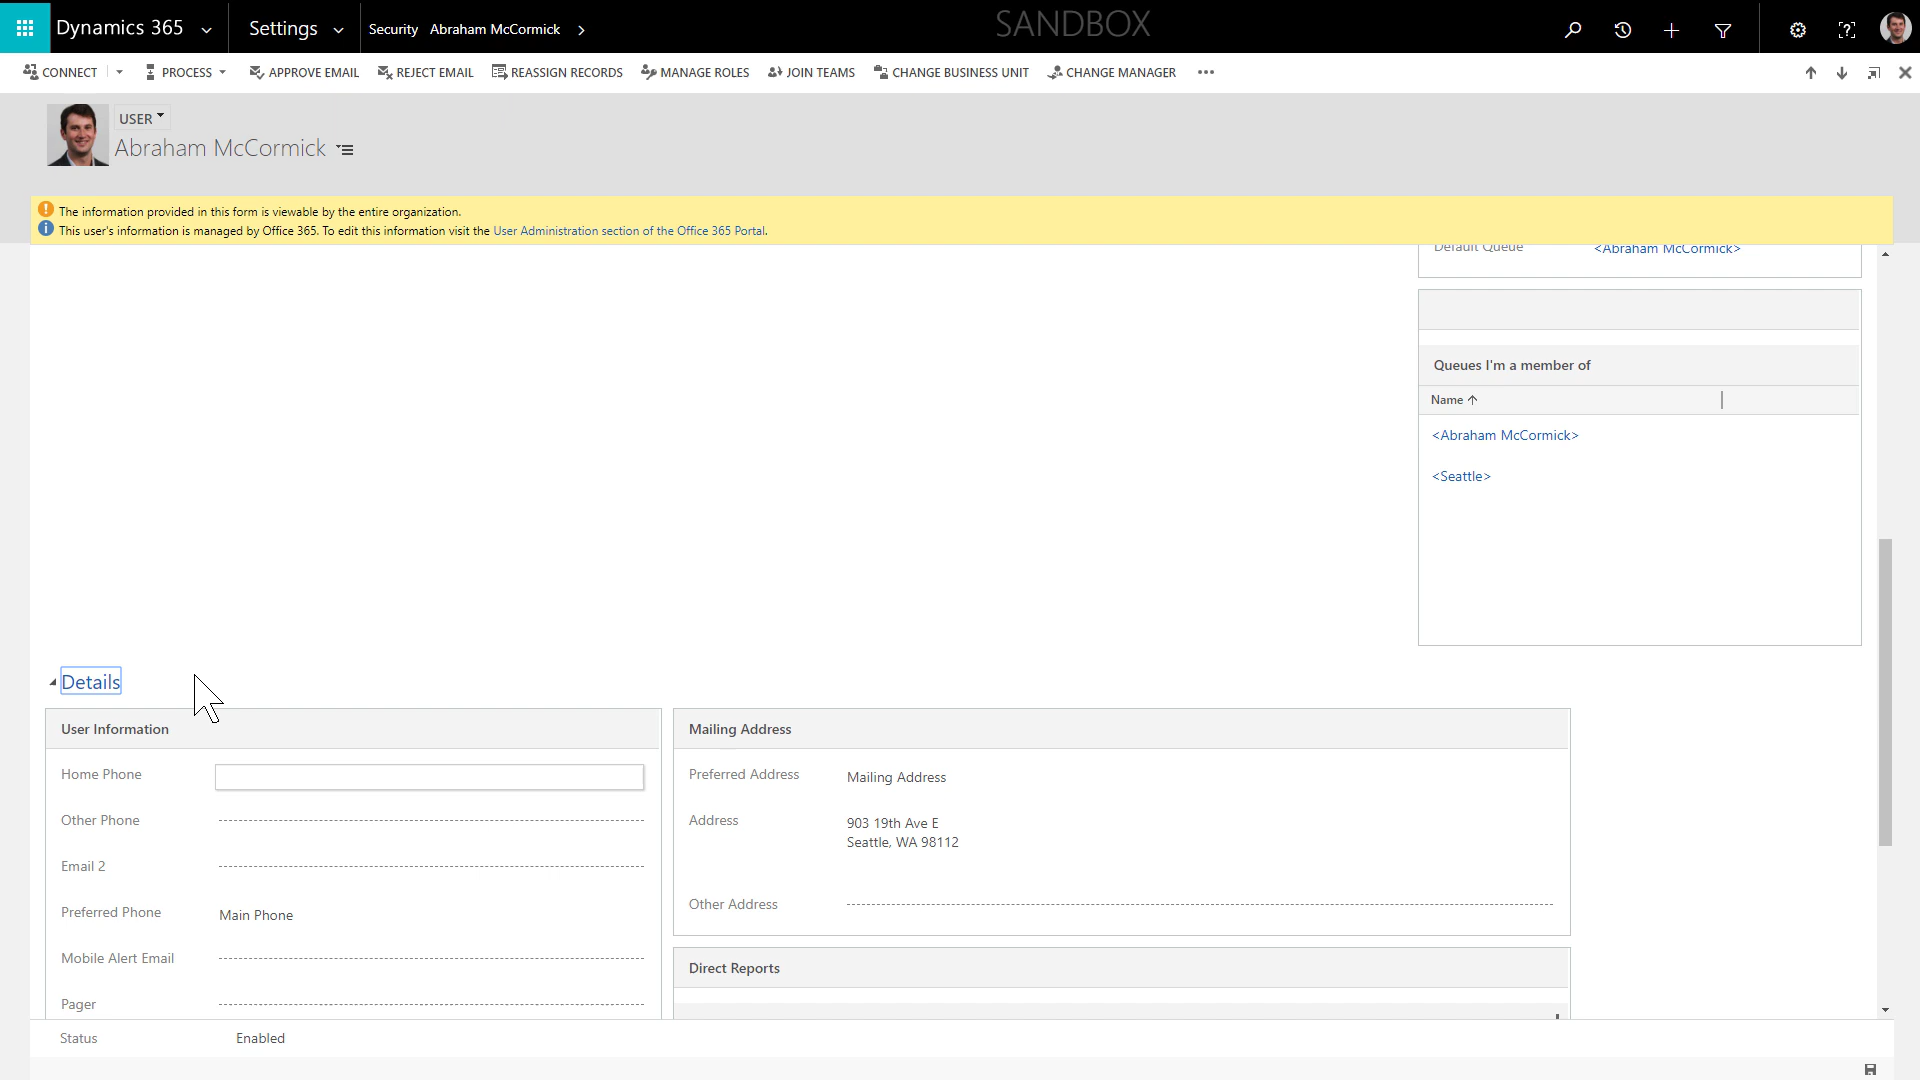 Dynamics 365
Settings
Security Abraham McCormick
SANDBOX
CONNECT PROCESS APPROVE EMAIL REJECT EMAIL REASSIGN RECORDS MANAGE ROLES JOIN TEAMS CHANGE BUSINESS UNIT CHANGE MANAGER
USER
Abraham McCormick
The information provided in this form is viewable by the entire organization.
This user's information is managed by Office 365. To edit this information visit the User Administration section of the Office 365 Portal.
Default Queue <Abraham McCormick>
Queues I'm a member of
Name
<Abraham McCormick>
<Seattle>
Details
User Information
Home Phone
Other Phone
Email 2
Preferred Phone Main Phone
Mobile Alert Email
Pager
Mailing Address
Preferred Address Mailing Address
Address 903 19th Ave E
Seattle, WA 98112
Other Address
Direct Reports
Status Enabled